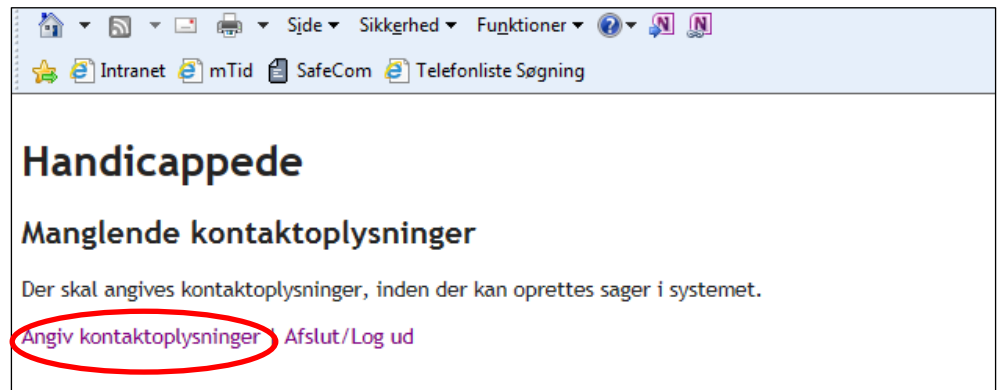 Side Sikkerhed Funktioner
Intranet mTid SafeCom Telefonliste Søgning
Handicappede
Manglende kontaktoplysninger
Der skal angives kontaktoplysninger, inden der kan oprettes sager i systemet.
Angiv kontaktoplysninger | Afslut/Log ud